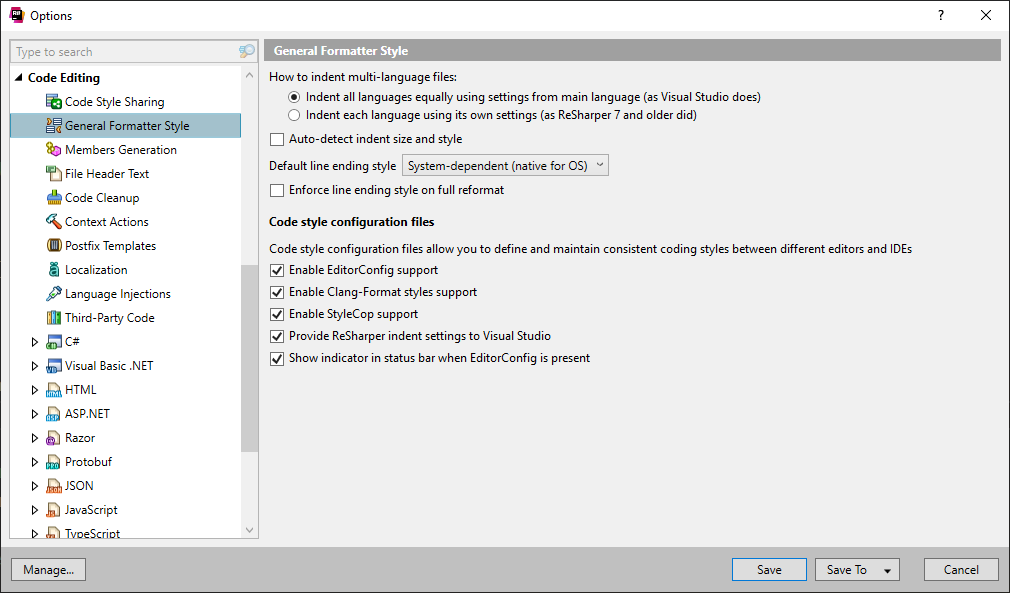 Options
?
Type to search
Code Editing
Code Style Sharing
General Formatter Style
Members Generation
File Header Text
Code Cleanup
Context Actions
Postfix Templates
Localization
Language Injections
Third-Party Code
C#
Visual Basic .NET
HTML
ASP.NET
Razor
Protobuf
JSON
JavaScript
TypeScript
General Formatter Style
How to indent multi-language files:
Indent all languages equally using settings from main language (as Visual Studio does)
Indent each language using its own settings (as ReSharper 7 and older did)
Auto-detect indent size and style
Default line ending style System-dependent (native for OS)
Enforce line ending style on full reformat
Code style configuration files
Code style configuration files allow you to define and maintain consistent coding styles between different editors and IDEs
Enable EditorConfig support
Enable Clang-Format styles support
Enable StyleCop support
Provide ReSharper indent settings to Visual Studio
Show indicator in status bar when EditorConfig is present
Manage...
Save
Save To
Cancel